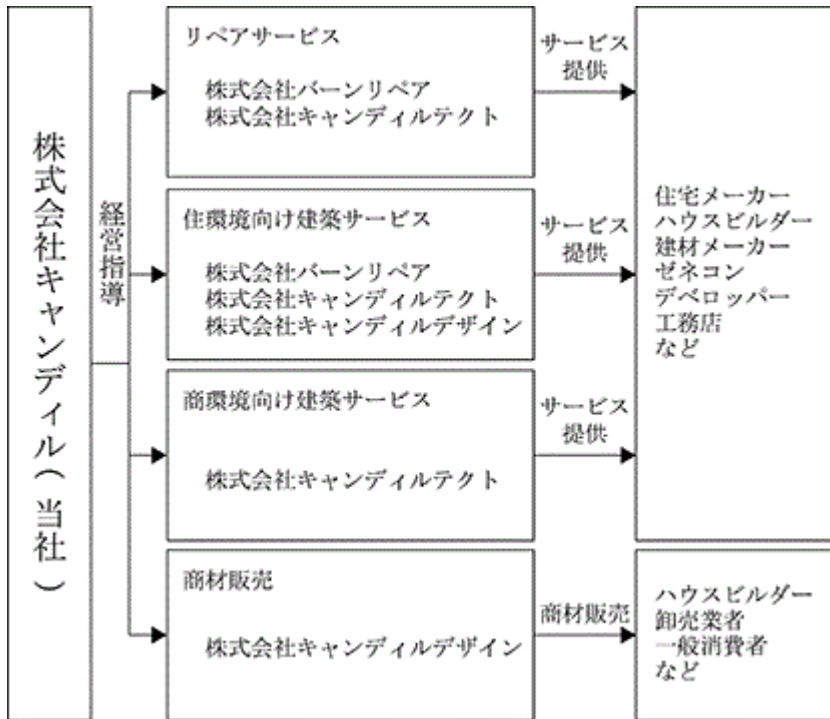 株式会社キャンディル（当社）
経営指導
リペアサービス
株式会社バーンリペア
株式会社キャンディルテクト
サービス
提供
住環境向け建築サービス
株式会社バーンリペア
株式会社キャンディルテクト
株式会社キャンディルデザイン
サービス
提供
商環境向け建築サービス
株式会社キャンディルテクト
サービス
提供
住宅メーカー
ハウスビルダー
建材メーカー
ゼネコン
デベロッパー
工務店
など
商材販売
株式会社キャンディルデザイン
商材販売
ハウスビルダー
卸売業者
一般消費者
など